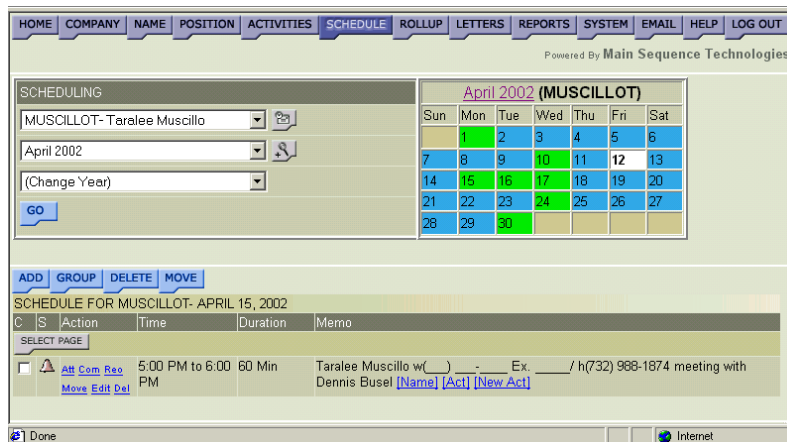 HOME COMPANY NAME POSITION ACTIVITIES SCHEDULE ROLLUP LETTERS REPORTS SYSTEM EMAIL HELP LOG OUT
Powered By Main Sequence Technologies
SCHEDULING
MUSCILLOT- Taralee Muscillo
April 2002
(Change Year)
GO
April 2002 (MUSCILLOT)
Sun Mon Tue Wed Thu Fri Sat
1 2 3 4 5 6
7 8 9 10 11 12 13
14 15 16 17 18 19 20
21 22 23 24 25 26 27
28 29 30
ADD GROUP DELETE MOVE
SCHEDULE FOR MUSCILLOT- APRIL 15, 2002
C S Action Time Duration Memo
SELECT PAGE
Att Com Reo 5:00 PM to 6:00 60 Min Taralee Muscillo w(___) ___-____ Ex. _____/ h(732) 988-1874 meeting with
Move Edit Del PM Dennis Busel [Name] [Act] [New Act]
Done Internet